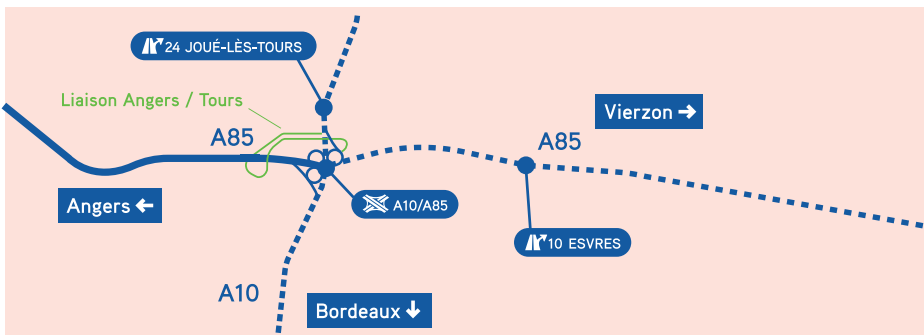 24 JOUÉ-LÈS-TOURS
Liaison Angers / Tours
Vierzon →
A85
A85
Angers ←
A10/A85
10 ESVRES
A10
Bordeaux ↓